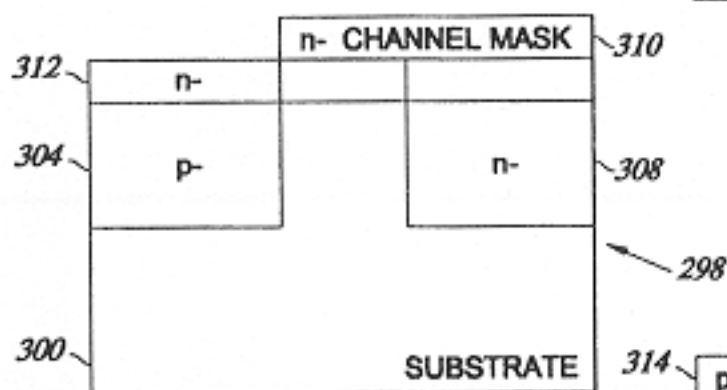 n- CHANNEL MASK 310
312 n-
304 p- n- 308
298
300 SUBSTRATE 314 p